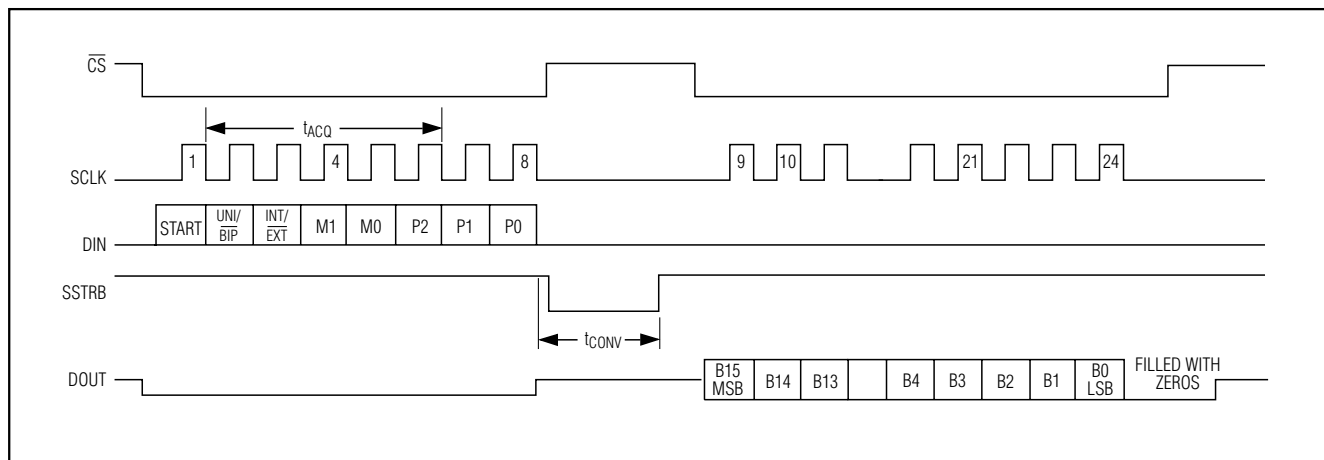 CS
tACQ
1 4 8 9 10 21 24
SCLK
START UNI/BIP INT/EXT M1 M0 P2 P1 P0
DIN
SSTRB
tCONV
DOUT B15 MSB B14 B13 B4 B3 B2 B1 B0 LSB FILLED WITH ZEROS